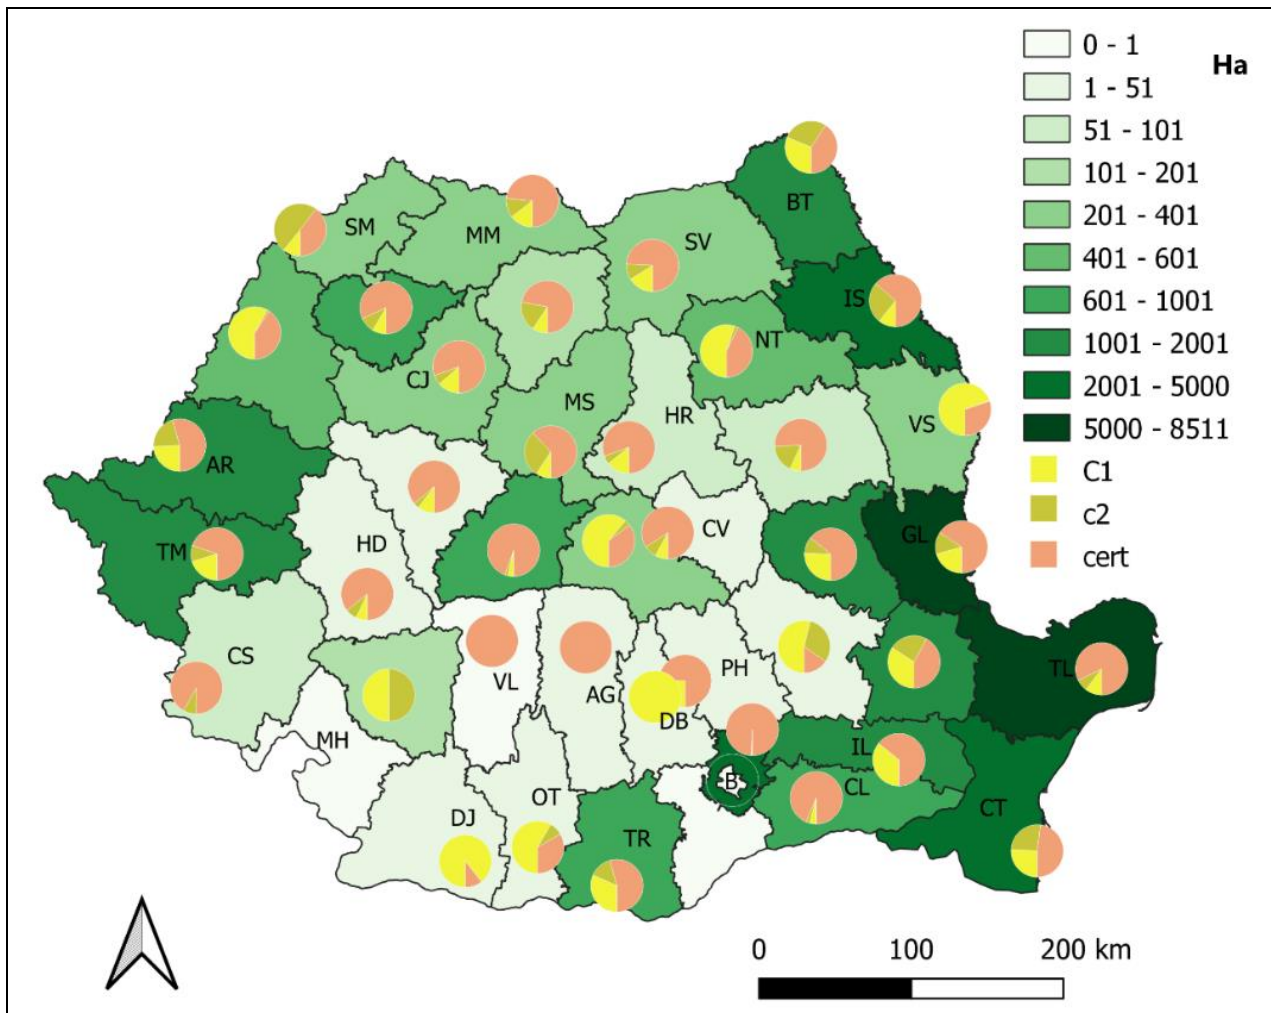 0 - 1
Ha
1 - 51
51 - 101
101 - 201
201 - 401
401 - 601
601 - 1001
1001 - 2001
2001 - 5000
5000 - 8511
C1
c2
cert
BT
SM
MM
SV
IS
NT
CJ
MS
HR
VS
AR
TM
HD
CV
GL
CS
VL
AG
PH
TL
DB
MH
IL
B
CL
OT
CT
DJ
TR
0 100 200 km